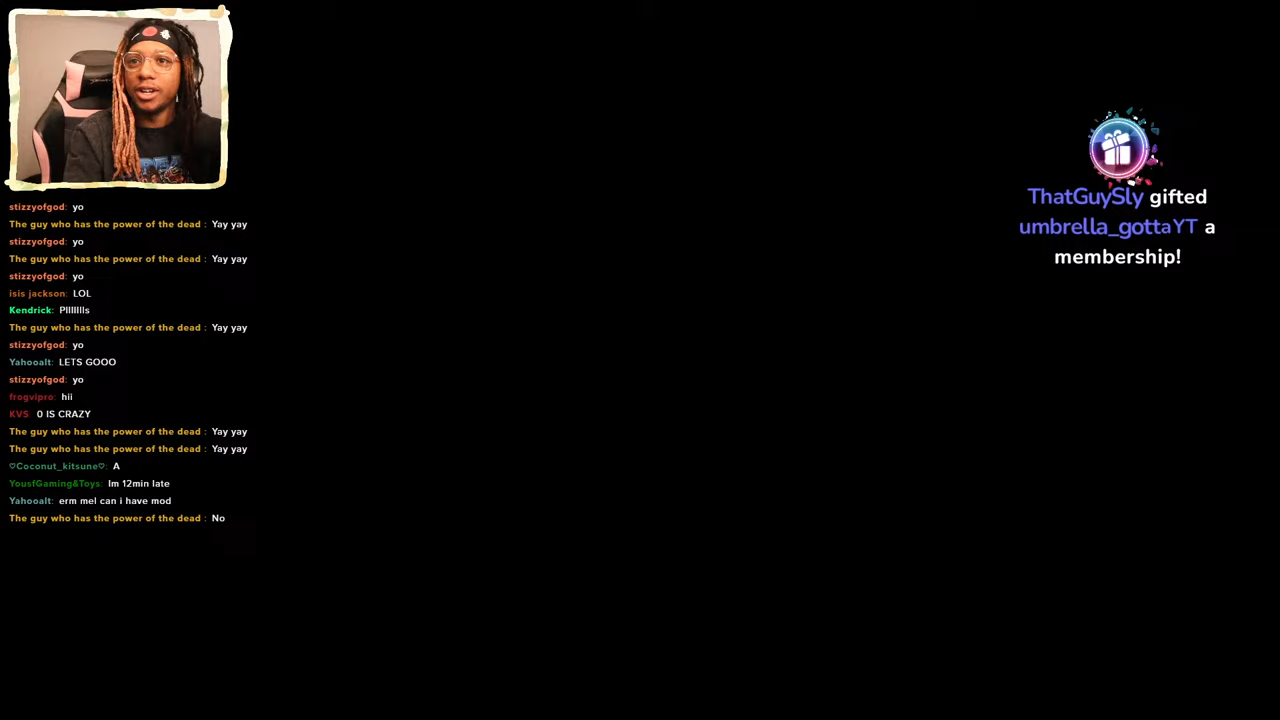 stizzyofgod: yo
The guy who has the power of the dead : Yay yay
stizzyofgod: yo
The guy who has the power of the dead : Yay yay
stizzyofgod: yo
isis jackson: LOL
Kendrick: Plllllls
The guy who has the power of the dead : Yay yay
stizzyofgod: yo
Yahooalt: LETS GOOO
stizzyofgod: yo
frogvipro: hii
KVS: 0 IS CRAZY
The guy who has the power of the dead : Yay yay
The guy who has the power of the dead : Yay yay
♡Coconut_kitsune♡: A
YousfGaming&Toys: Im 12min late
Yahooalt: erm mel can i have mod
The guy who has the power of the dead : No
ThatGuySly gifted
umbrella_gottaYT a
membership!